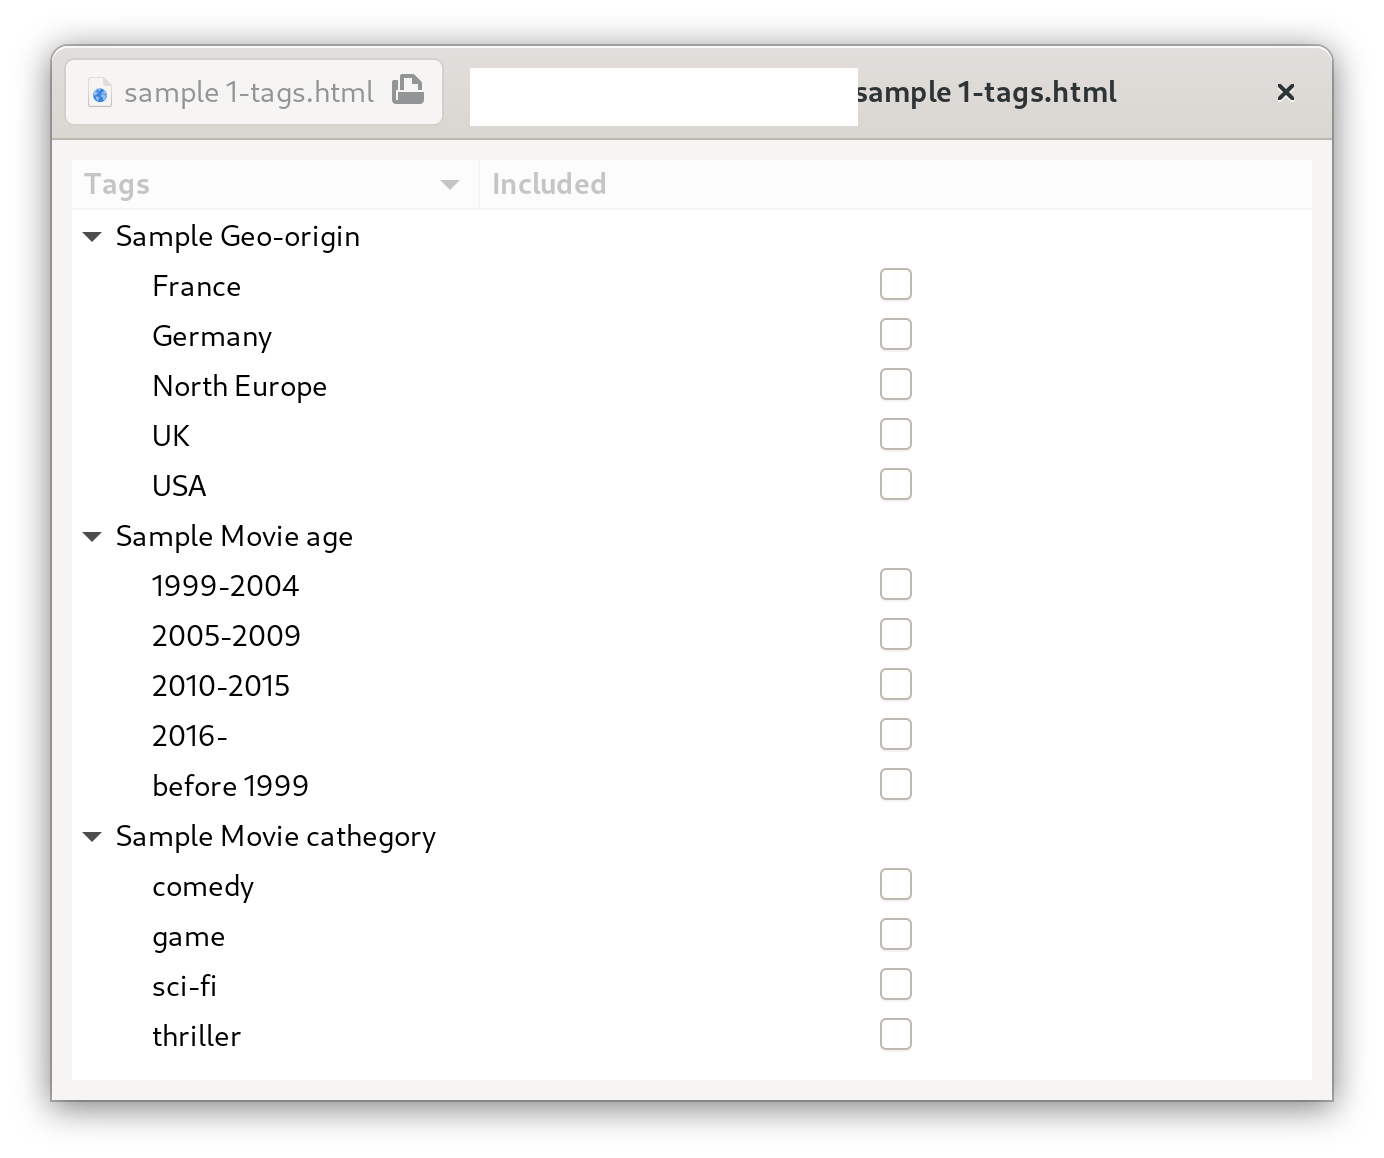 sample 1-tags.html sample 1-tags.html
Tags Included
Sample Geo-origin
France
Germany
North Europe
UK
USA
Sample Movie age
1999-2004
2005-2009
2010-2015
2016-
before 1999
Sample Movie cathegory
comedy
game
sci-fi
thriller